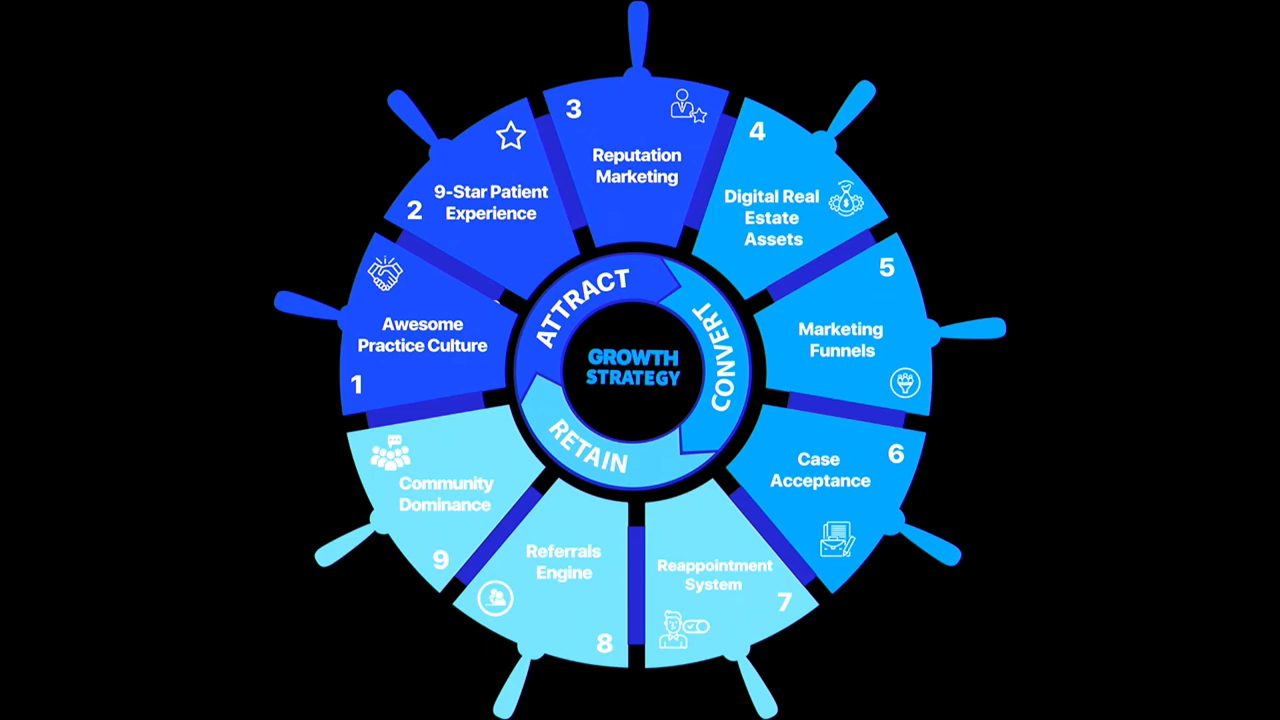 3
Reputation
Marketing
4
Digital Real
Estate
Assets
5
Marketing
Funnels
6
Case
Acceptance
7
Reappointment
System
8
Referrals
Engine
9
Community
Dominance
1
Awesome
Practice Culture
2
9-Star Patient
Experience
ATTRACT
CONVERT
RETAIN
GROWTH
STRATEGY